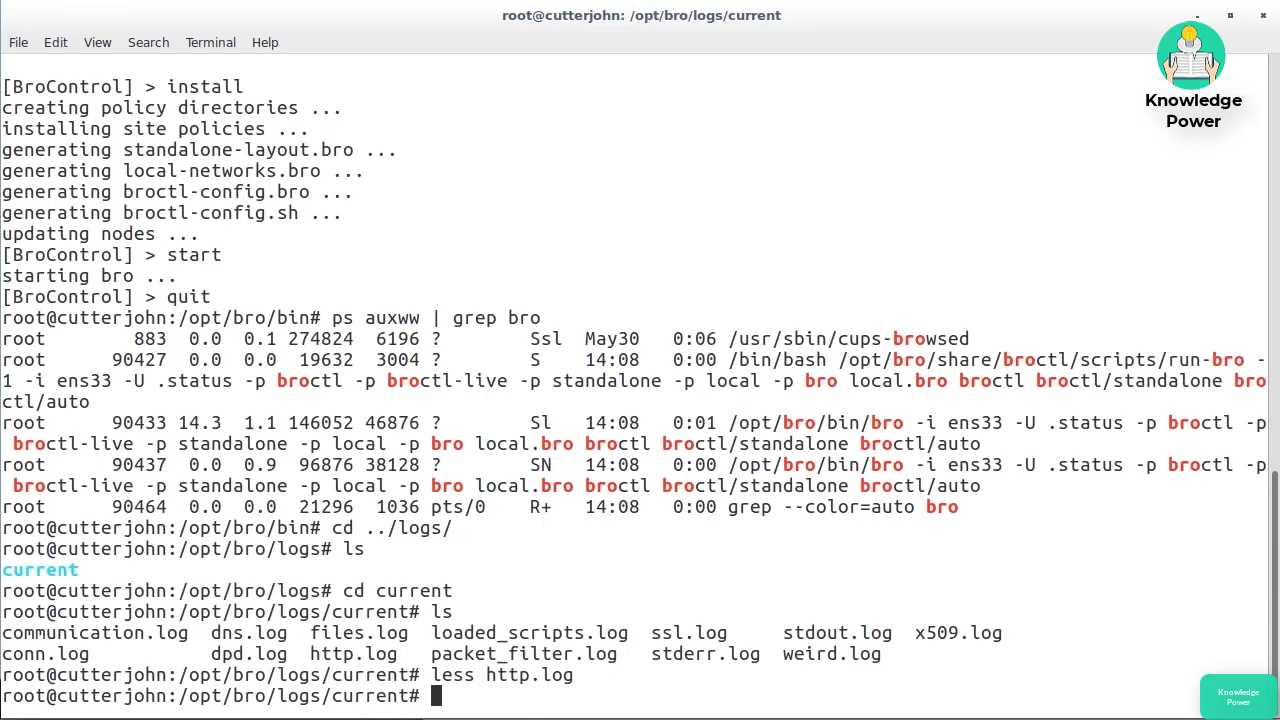 root@cutterjohn: /opt/bro/logs/current
File Edit View Search Terminal Help
Knowledge
Power
[BroControl] > install
creating policy directories ...
installing site policies ...
generating standalone-layout.bro ...
generating local-networks.bro ...
generating broctl-config.bro ...
generating broctl-config.sh ...
updating nodes ...
[BroControl] > start
starting bro ...
[BroControl] > quit
root@cutterjohn:/opt/bro/bin# ps auxww | grep bro
root        883  0.0  0.1 274824  6196 ?        Ssl  May30   0:06 /usr/sbin/cups-browsed
root      90427  0.0  0.0  19632  3004 ?        S    14:08   0:00 /bin/bash /opt/bro/share/broctl/scripts/run-bro -
1 -i ens33 -U .status -p broctl -p broctl-live -p standalone -p local -p bro local.bro broctl broctl/standalone bro
ctl/auto
root      90433 14.3  1.1 146052 46876 ?        Sl   14:08   0:01 /opt/bro/bin/bro -i ens33 -U .status -p broctl -p
 broctl-live -p standalone -p local -p bro local.bro broctl broctl/standalone broctl/auto
root      90437  0.0  0.9  96876 38128 ?        SN   14:08   0:00 /opt/bro/bin/bro -i ens33 -U .status -p broctl -p
 broctl-live -p standalone -p local -p bro local.bro broctl broctl/standalone broctl/auto
root      90464  0.0  0.0  21296  1036 pts/0    R+   14:08   0:00 grep --color=auto bro
root@cutterjohn:/opt/bro/bin# cd ../logs/
root@cutterjohn:/opt/bro/logs# ls
current
root@cutterjohn:/opt/bro/logs# cd current
root@cutterjohn:/opt/bro/logs/current# ls
communication.log  dns.log  files.log  loaded_scripts.log  ssl.log     stdout.log  x509.log
conn.log           dpd.log  http.log   packet_filter.log   stderr.log  weird.log
root@cutterjohn:/opt/bro/logs/current# less http.log
root@cutterjohn:/opt/bro/logs/current#
Knowledge
Power